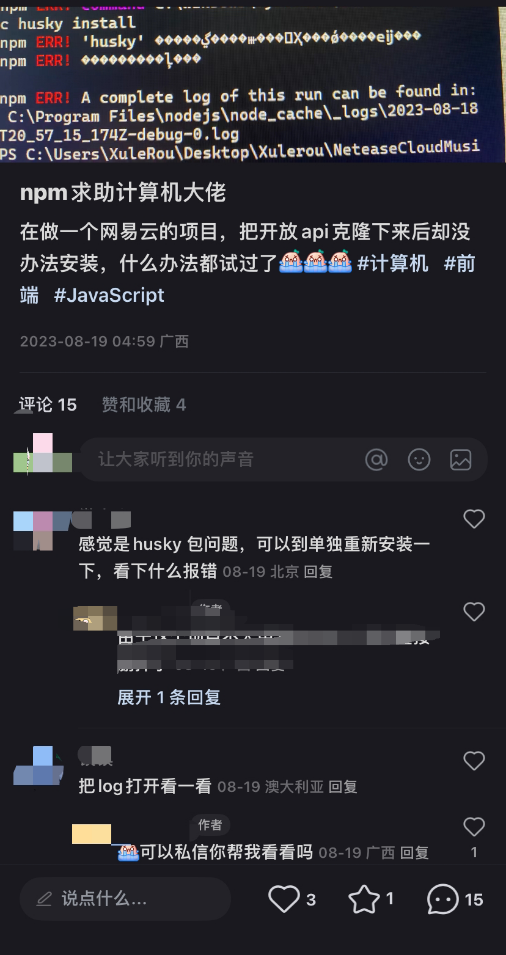 c husky install
npm ERR! 'husky'
npm ERR!
npm ERR! A complete log of this run can be found in:
C:\Program Files\nodejs\node_cache\_logs\2023-08-18
T20_57_15_174Z-debug-0.log
PS C:\Users\XuleRou\Desktop\Xulerou\NeteaseCloudMusi
npm求助计算机大佬
在做一个网易云的项目，把开放api克隆下来后却没
办法安装，什么办法都试过了 #计算机 #前
端 #JavaScript
2023-08-19 04:59 广西
评论 15 赞和收藏 4
让大家听到你的声音
感觉是husky 包问题，可以到单独重新安装一
下，看下什么报错 08-19 北京 回复
作者
展开 1 条回复
把log打开看一看 08-19 澳大利亚 回复
作者
可以私信你帮我看看吗 08-19 广西 回复
1
说点什么... 3 1 15